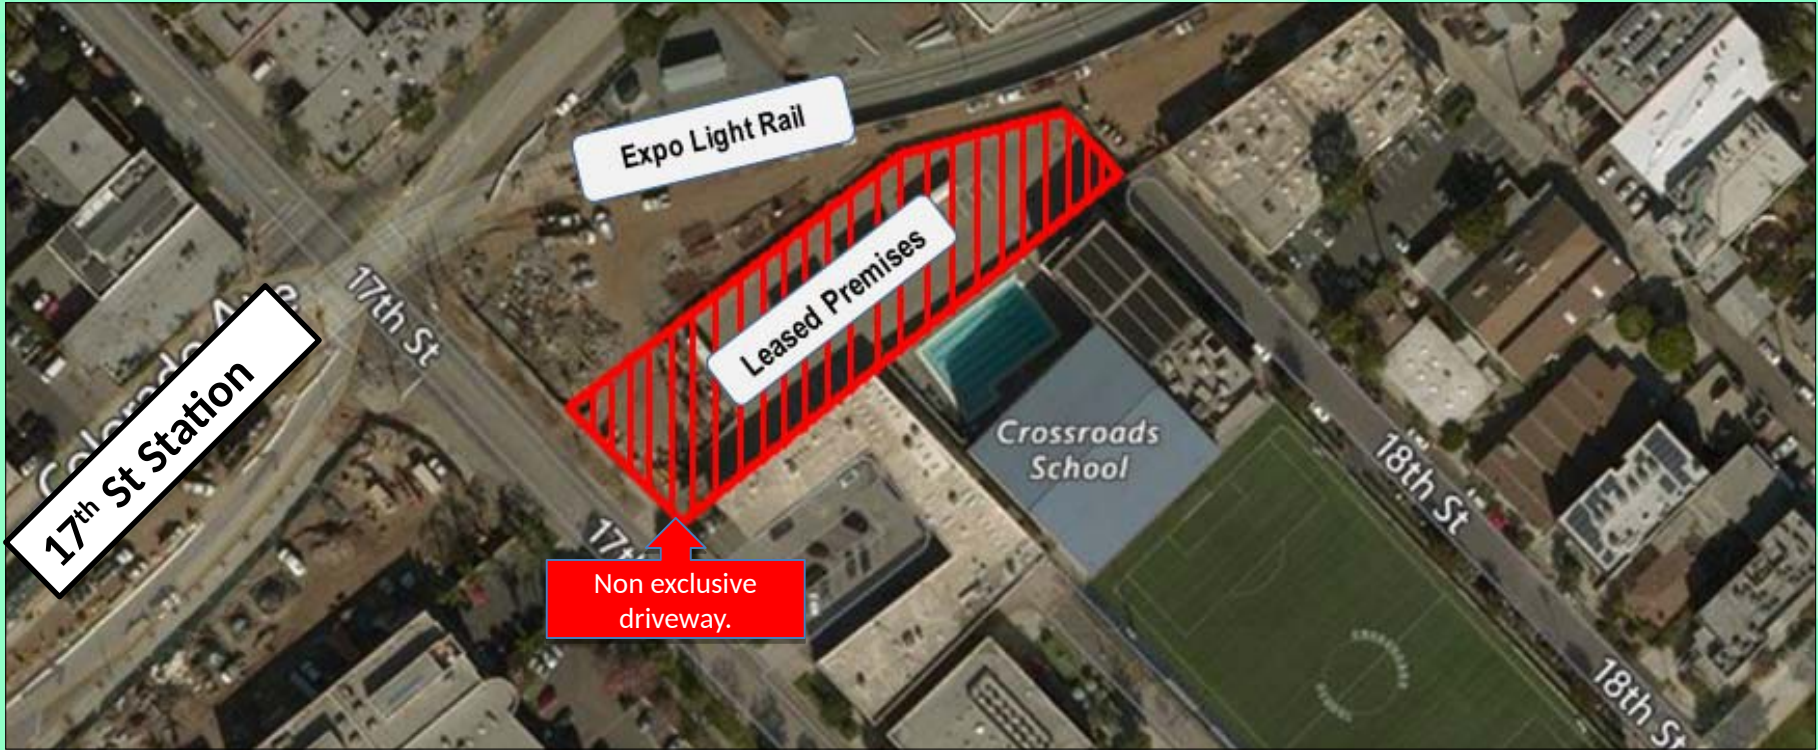 Expo Light Rail
Leased Premises
17th St
17th St Station
Crossroads
School
18th St
17th
Non exclusive
driveway.
18th St